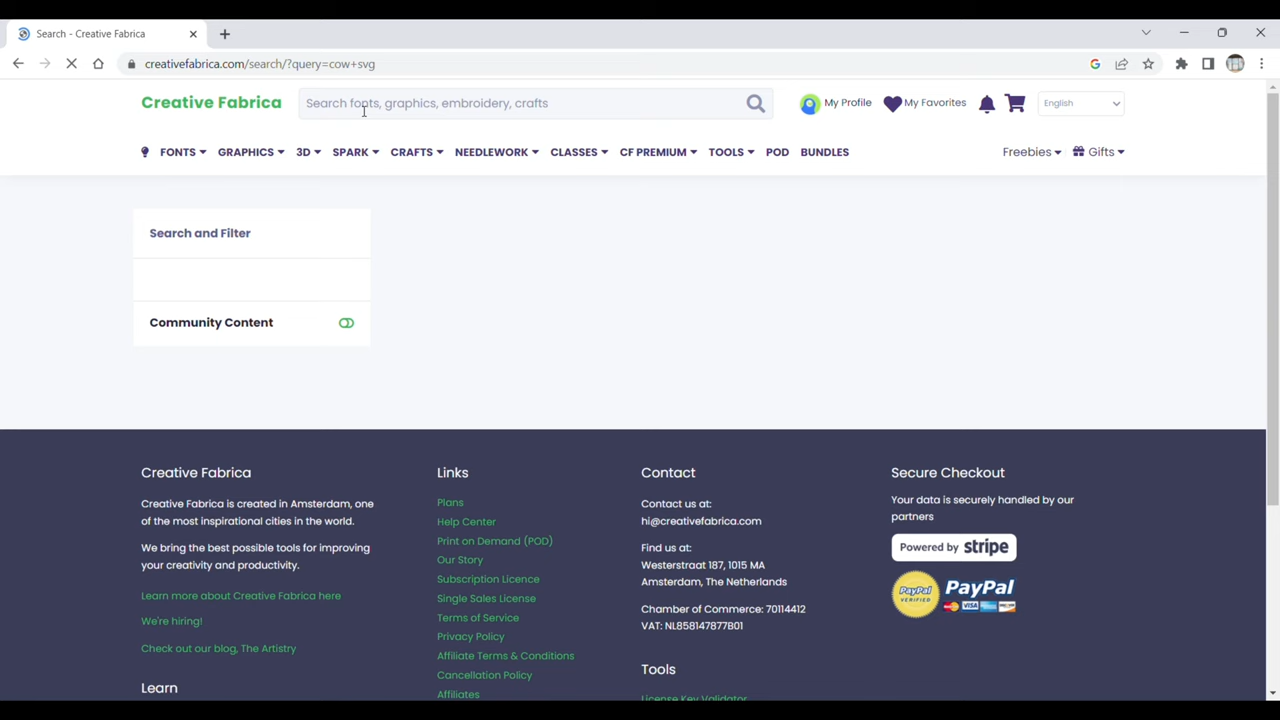 Search - Creative Fabrica
creativefabrica.com/search/?query=cow+svg
Creative Fabrica
Search fonts, graphics, embroidery, crafts
My Profile
My Favorites
English
FONTS
GRAPHICS
3D
SPARK
CRAFTS
NEEDLEWORK
CLASSES
CF PREMIUM
TOOLS
POD
BUNDLES
Freebies
Gifts
Search and Filter
Community Content
Creative Fabrica
Creative Fabrica is created in Amsterdam, one
of the most inspirational cities in the world.
We bring the best possible tools for improving
your creativity and productivity.
Learn more about Creative Fabrica here
We're hiring!
Check out our blog, The Artistry
Learn
Links
Plans
Help Center
Print on Demand (POD)
Our Story
Subscription Licence
Single Sales License
Terms of Service
Privacy Policy
Affiliate Terms & Conditions
Cancellation Policy
Affiliates
Contact
Contact us at:
hi@creativefabrica.com
Find us at:
Westerstraat 187, 1015 MA
Amsterdam, The Netherlands
Chamber of Commerce: 70114412
VAT: NL858147877B01
Tools
License Key Validator
Secure Checkout
Your data is securely handled by our
partners
Powered by stripe
PayPal
VERIFIED
PayPal